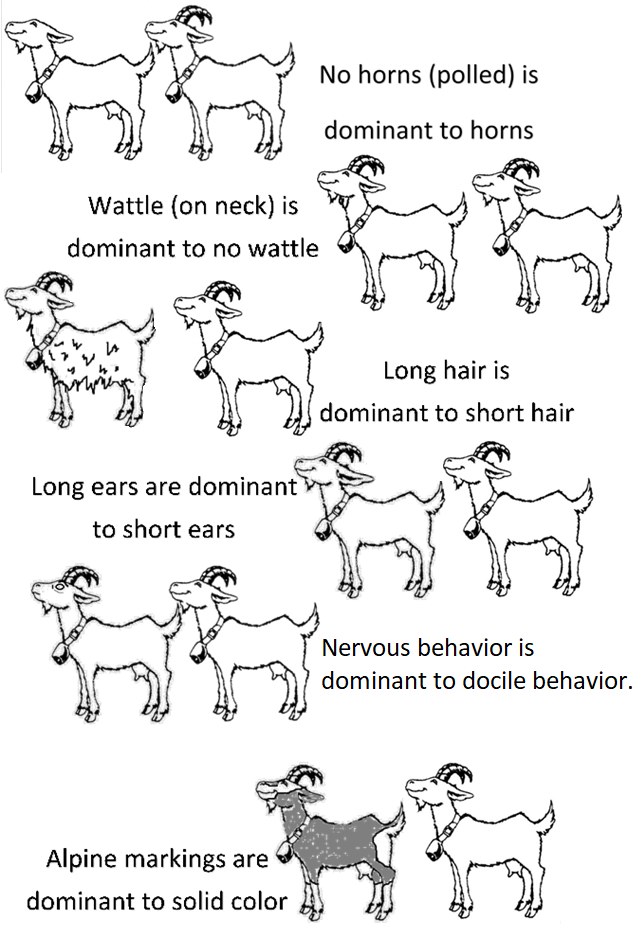 No horns (polled) is
dominant to horns
Wattle (on neck) is
dominant to no wattle
Long hair is
dominant to short hair
Long ears are dominant
to short ears
Nervous behavior is
dominant to docile behavior.
Alpine markings are
dominant to solid color